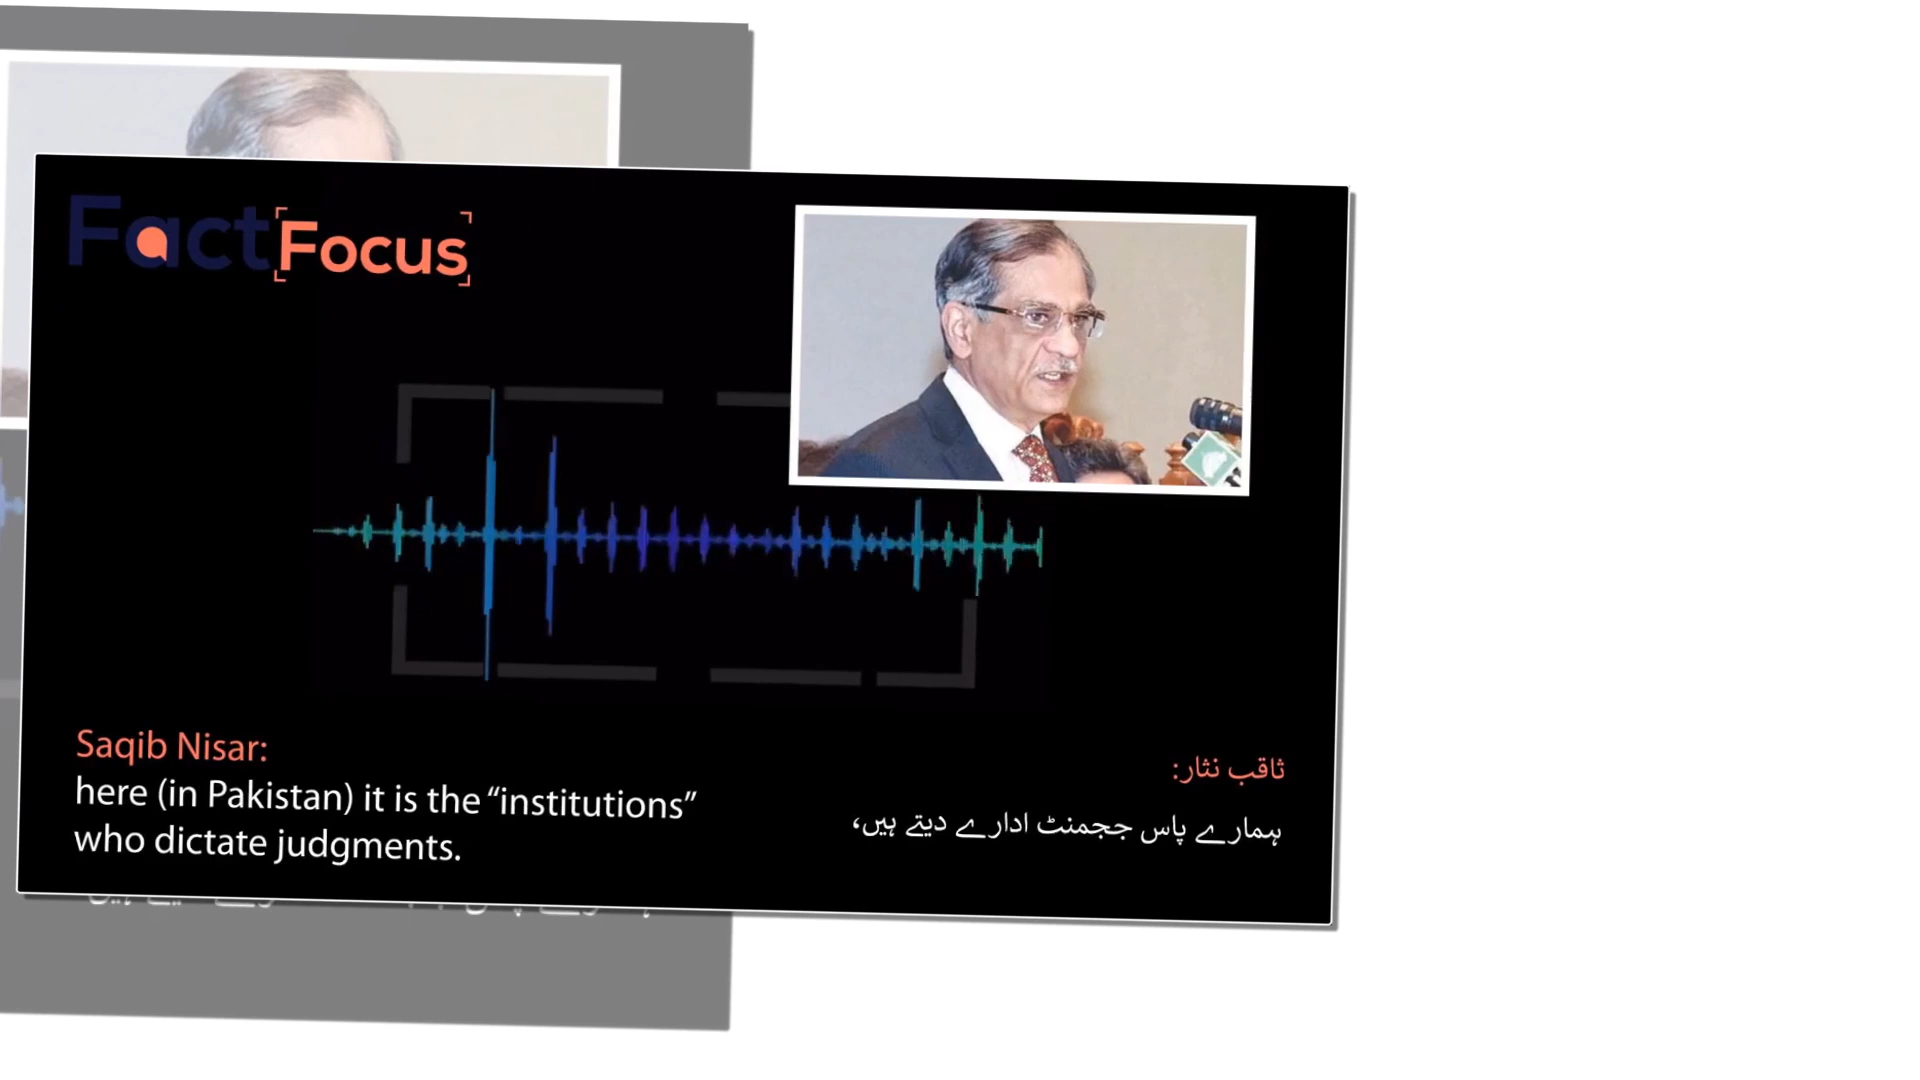 Fact Focus
Saqib Nisar:
here (in Pakistan) it is the “institutions”
who dictate judgments.
ثاقب نثار:
ہمارے پاس ججمنٹ ادارے دیتے ہیں،